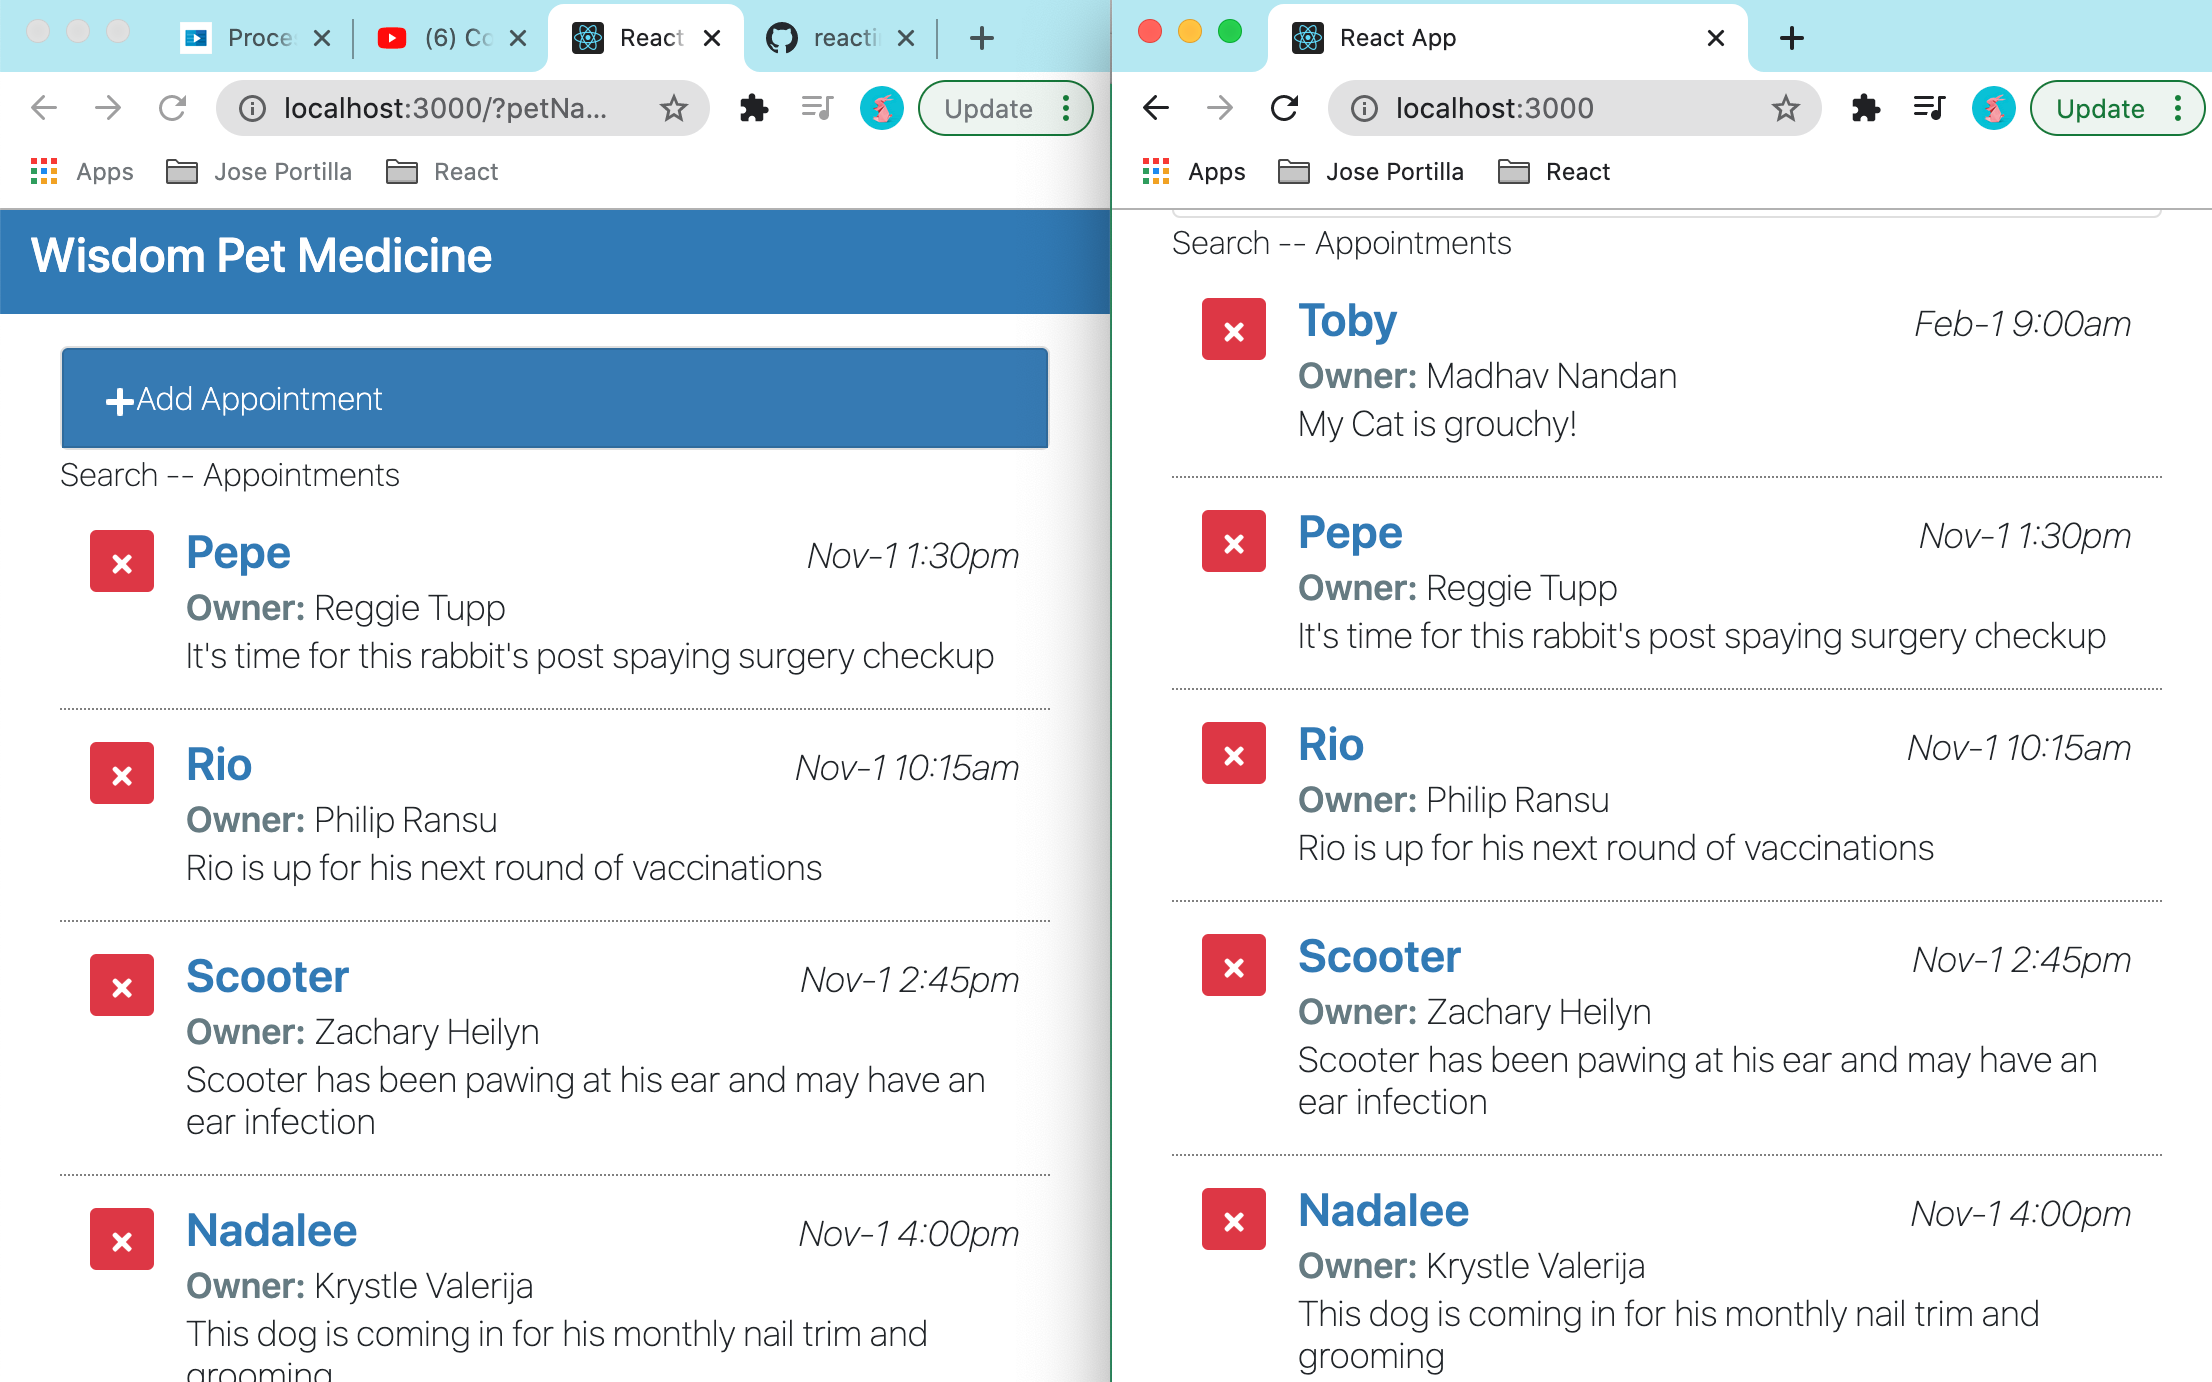 Proce
(6) Co
React
reacti
localhost:3000/?petNa...
Update
Apps
Jose Portilla
React
Wisdom Pet Medicine
Add Appointment
Search -- Appointments
Pepe
Nov-1 1:30pm
Owner: Reggie Tupp
It's time for this rabbit's post spaying surgery checkup
Rio
Nov-1 10:15am
Owner: Philip Ransu
Rio is up for his next round of vaccinations
Scooter
Nov-1 2:45pm
Owner: Zachary Heilyn
Scooter has been pawing at his ear and may have an
ear infection
Nadalee
Nov-1 4:00pm
Owner: Krystle Valerija
This dog is coming in for his monthly nail trim and
grooming
React App
localhost:3000
Update
Apps
Jose Portilla
React
Search -- Appointments
Toby
Feb-1 9:00am
Owner: Madhav Nandan
My Cat is grouchy!
Pepe
Nov-1 1:30pm
Owner: Reggie Tupp
It's time for this rabbit's post spaying surgery checkup
Rio
Nov-1 10:15am
Owner: Philip Ransu
Rio is up for his next round of vaccinations
Scooter
Nov-1 2:45pm
Owner: Zachary Heilyn
Scooter has been pawing at his ear and may have an
ear infection
Nadalee
Nov-1 4:00pm
Owner: Krystle Valerija
This dog is coming in for his monthly nail trim and
grooming